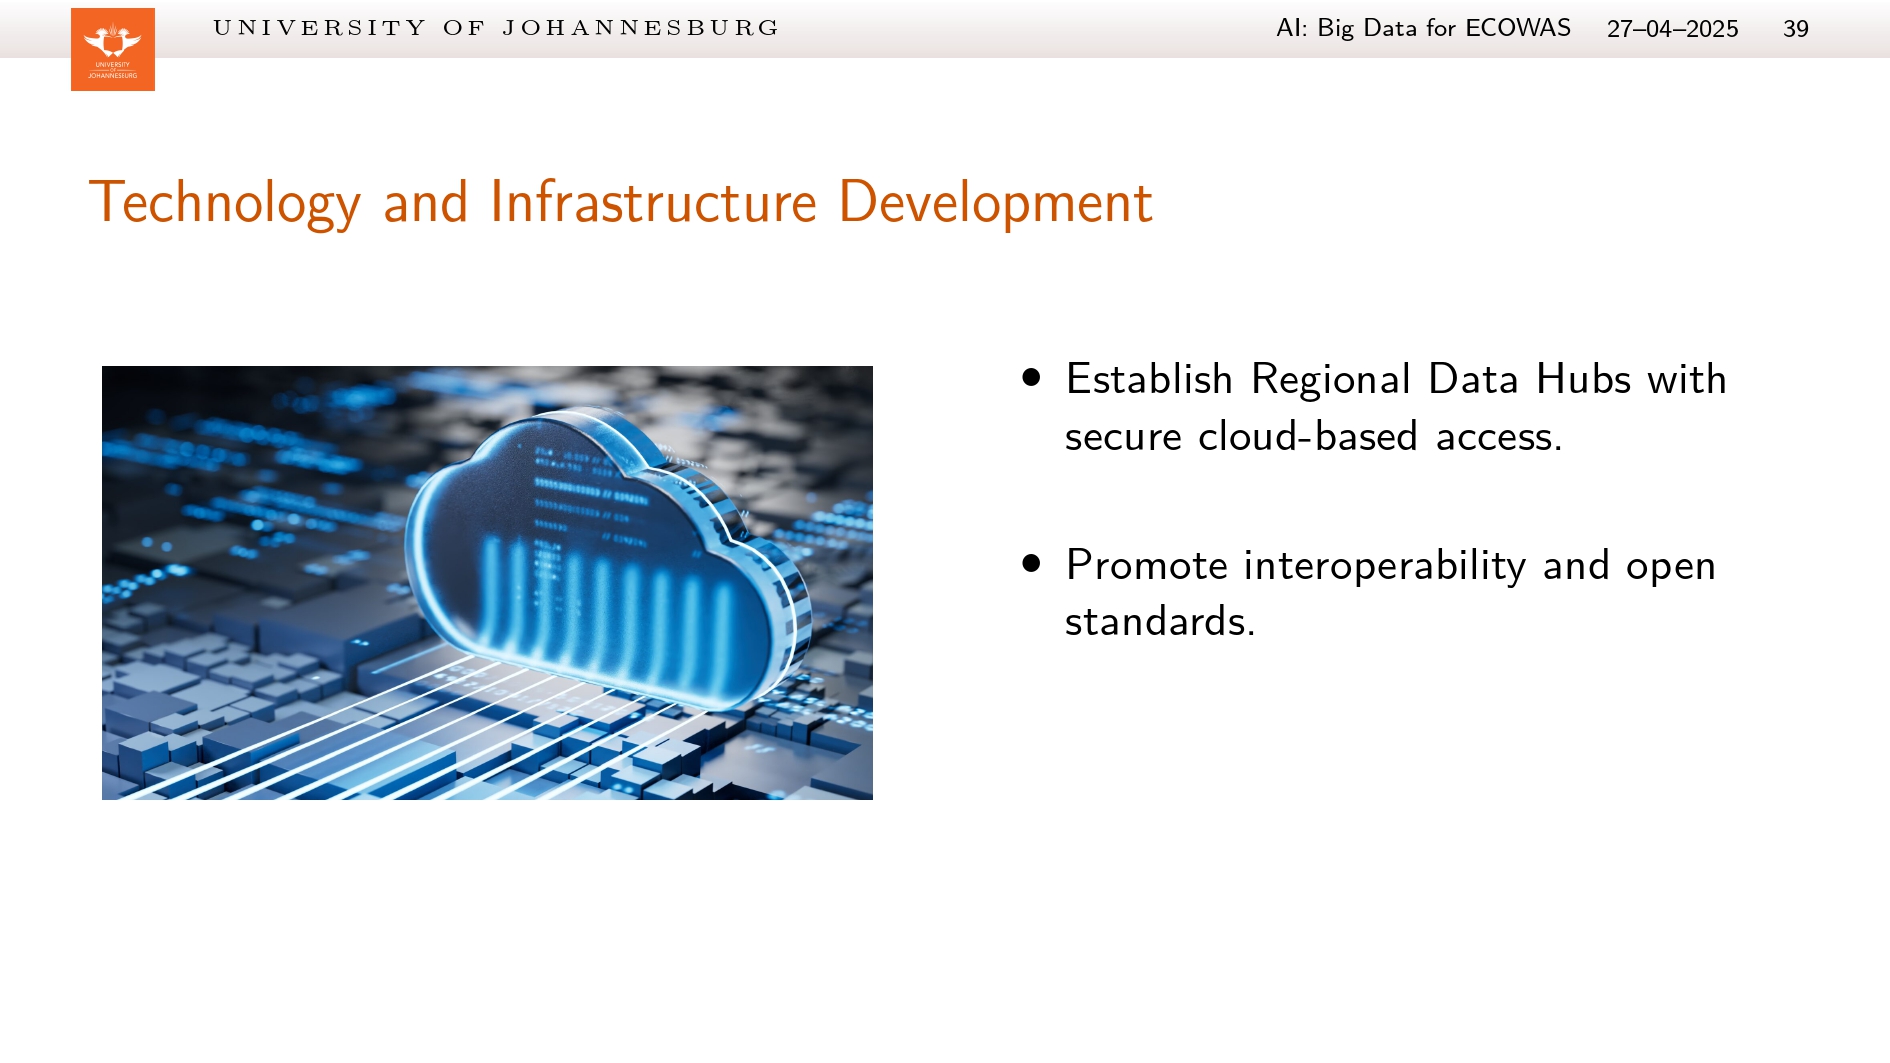 UNIVERSITY OF JOHANNESBURG
AI: Big Data for ECOWAS 27–04–2025 39
UNIVERSITY
OF
JOHANNESBURG
Technology and Infrastructure Development
• Establish Regional Data Hubs with
secure cloud-based access.
• Promote interoperability and open
standards.